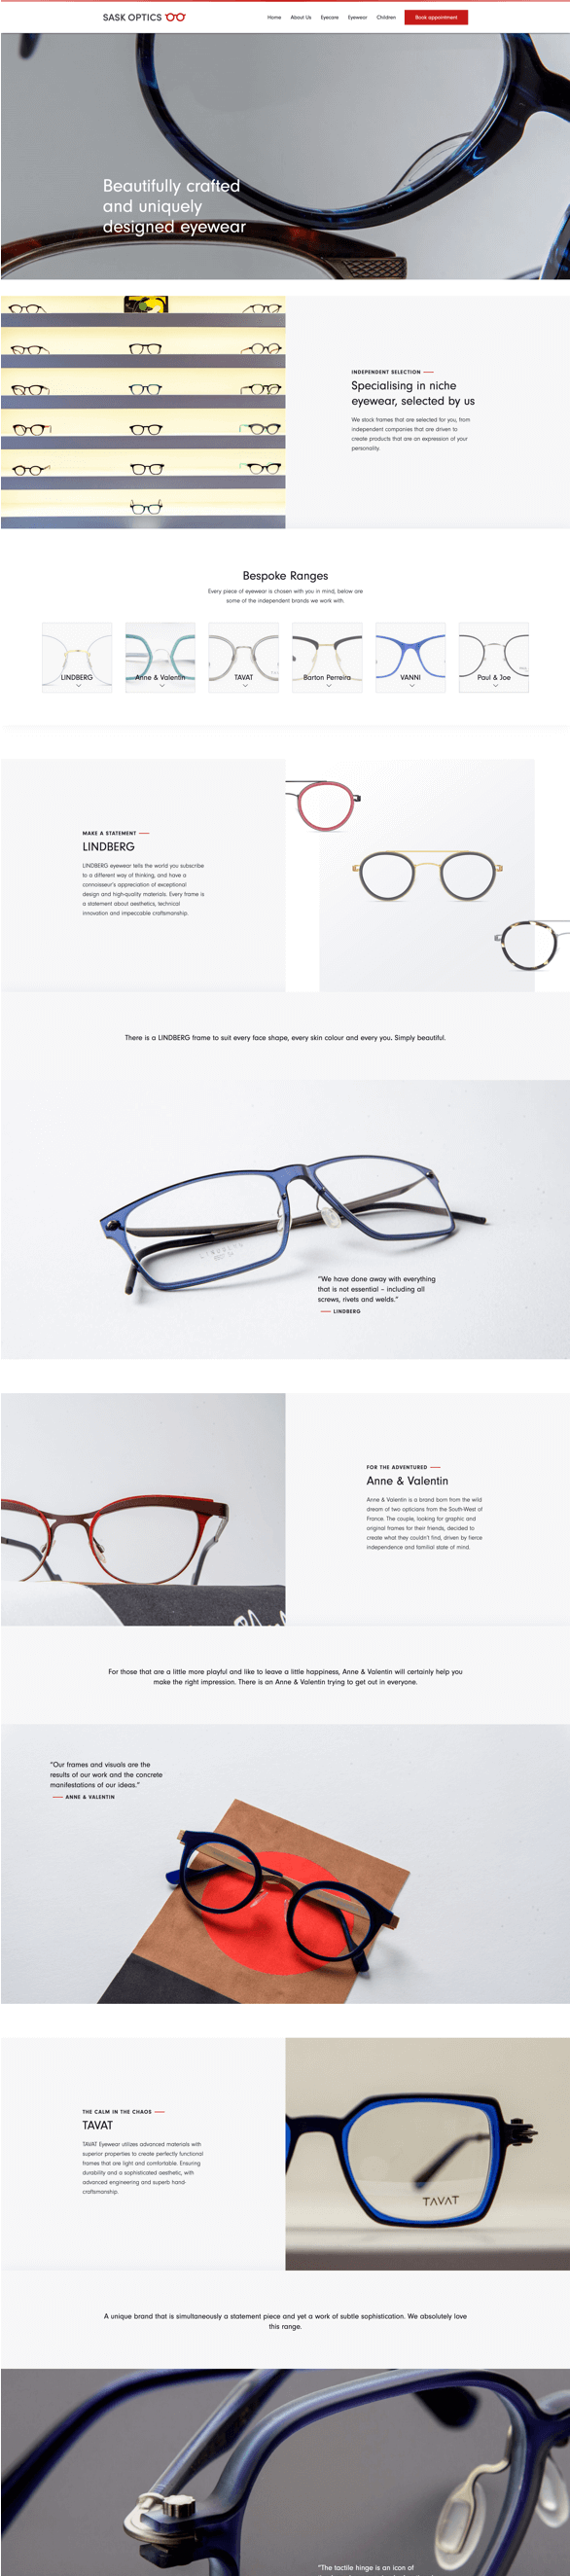 SASK OPTICS
Home About Us Eyecare Eyewear Children Book appointment
Beautifully crafted
and uniquely
designed eyewear
INDEPENDENT SELECTION
Specialising in niche
eyewear, selected by us
We stock frames that are selected for you, from
independent companies that are driven to
create products that are an expression of your
personality.
Bespoke Ranges
Every piece of eyewear is chosen with you in mind, below are
some of the independent brands we work with.
LINDBERG
Anne & Valentin
TAVAT
Barton Perreira
VANNI
Paul & Joe
MAKE A STATEMENT
LINDBERG
LINDBERG eyewear tells the world you subscribe
to a different way of thinking, and have a
connoisseur's appreciation of exceptional
design and high-quality materials. Every frame is
a statement about aesthetics, technical
innovation and impeccable craftsmanship.
There is a LINDBERG frame to suit every face shape, every skin colour and every you. Simply beautiful.
"We have done away with everything
that is not essential – including all
screws, rivets and welds."
LINDBERG
FOR THE ADVENTURED
Anne & Valentin
Anne & Valentin is a brand born from the wild
dream of two opticians from the South-West of
France. The couple, looking for graphic and
original frames for their friends, decided to
create what they couldn't find, driven by fierce
independence and familial state of mind.
For those that are a little more playful and like to leave a little happiness, Anne & Valentin will certainly help you
make the right impression. There is an Anne & Valentin trying to get out in everyone.
"Our frames and visuals are the
results of our work and the concrete
manifestations of our ideas."
ANNE & VALENTIN
THE CALM IN THE CHAOS
TAVAT
TAVAT Eyewear utilizes advanced materials with
superior properties to create perfectly functional
frames that are light and comfortable. Ensuring
durability and a sophisticated aesthetic, with
advanced engineering and superb hand-
craftsmanship.
TAVAT
A unique brand that is simultaneously a statement piece and yet a work of subtle sophistication. We absolutely love
this range.
"The tactile hinge is an icon of